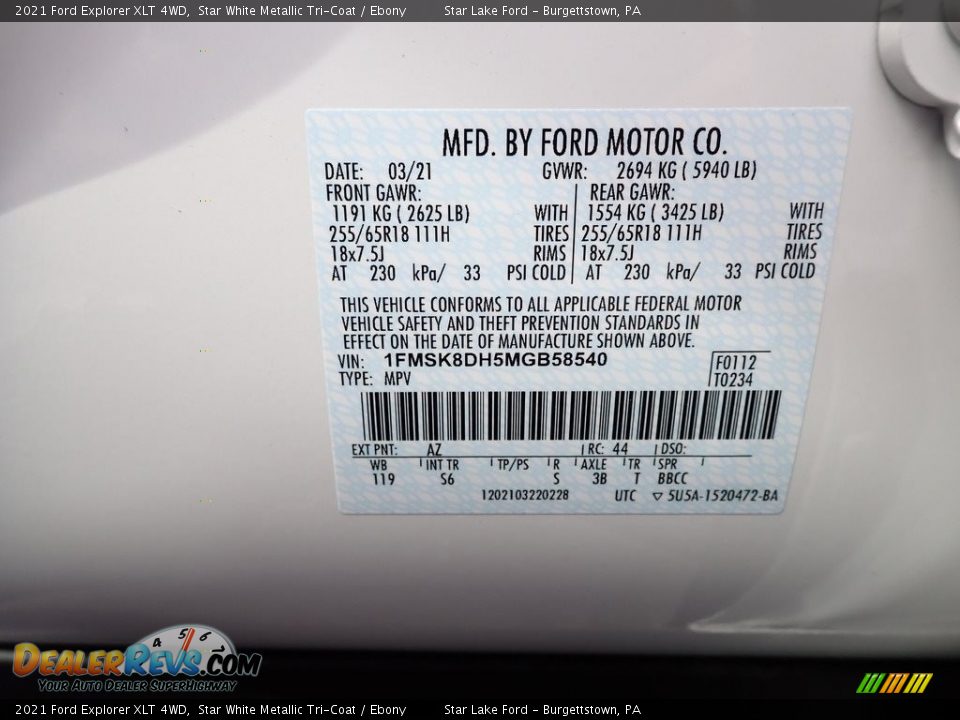 2021 Ford Explorer XLT 4WD, Star White Metallic Tri-Coat / Ebony Star Lake Ford - Burgettstown, PA
MFD. BY FORD MOTOR CO.
DATE: 03/21 GVWR: 2694 KG ( 5940 LB)
FRONT GAWR: REAR GAWR:
1191 KG ( 2625 LB) WITH 1554 KG ( 3425 LB) WITH
255/65R18 111H TIRES 255/65R18 111H TIRES
18x7.5J RIMS 18x7.5J RIMS
AT 230 kPa/ 33 PSI COLD AT 230 kPa/ 33 PSI COLD
THIS VEHICLE CONFORMS TO ALL APPLICABLE FEDERAL MOTOR
VEHICLE SAFETY AND THEFT PREVENTION STANDARDS IN
EFFECT ON THE DATE OF MANUFACTURE SHOWN ABOVE.
VIN: 1FMSK8DH5MGB58540 F0112
TYPE: MPV T0234
EXT PNT: AZ RC: 44 DSO:
WB INT TR TP/PS R AXLE TR SPR
119 S6 S 3B T BBCC
1202103220228 UTC ▽ 5U5A-1520472-BA
4 5 6 7
DealerRevs.com
Your Auto Dealer SuperHighway
2021 Ford Explorer XLT 4WD, Star White Metallic Tri-Coat / Ebony Star Lake Ford - Burgettstown, PA